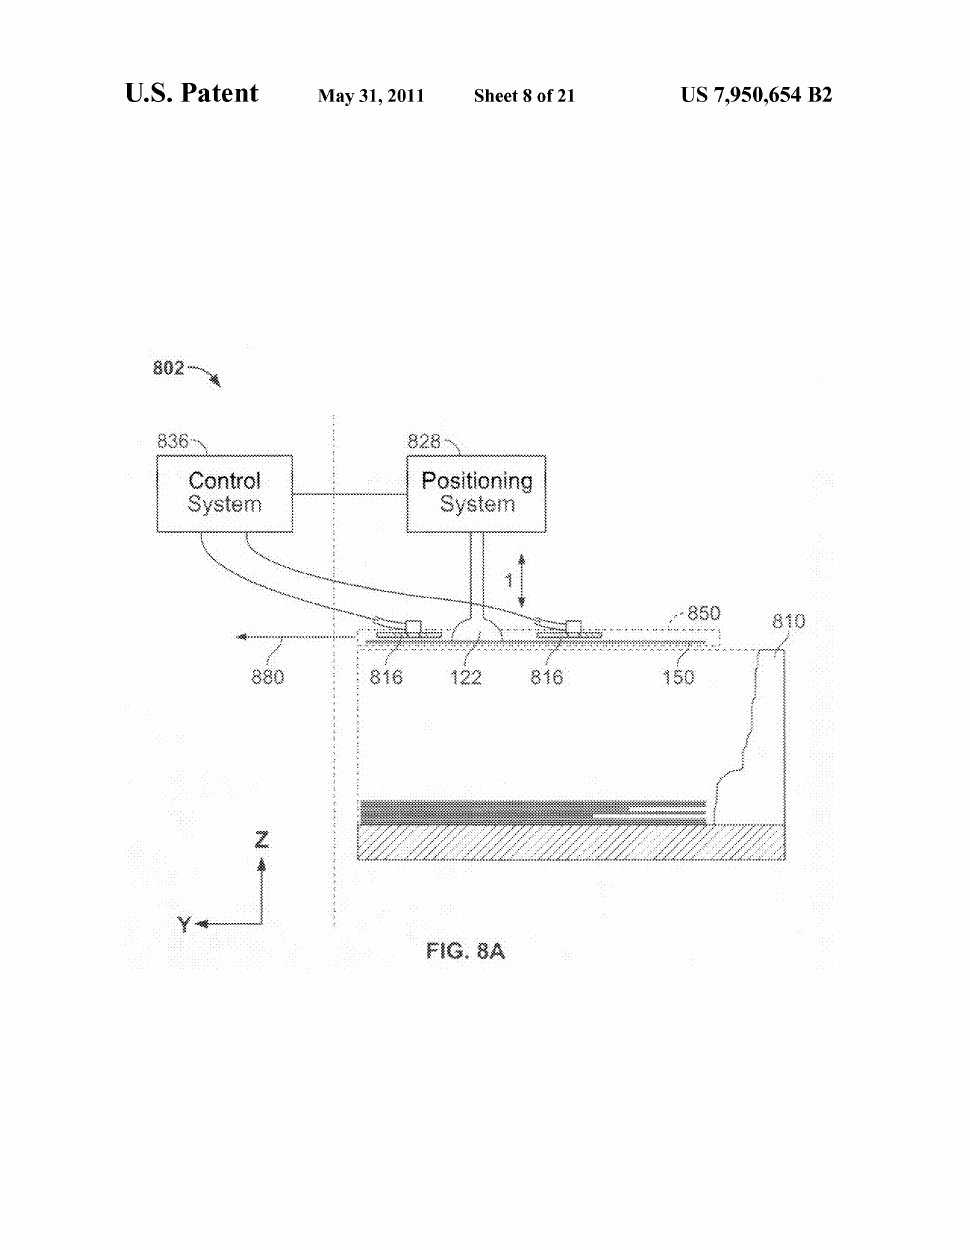 U.S. Patent May 31, 2011 Sheet 8 of 21 US 7,950,654 B2
802
836 828
Control
System
Positioning
System
1
850
810
880 816 122 816 150
Z
Y
FIG. 8A